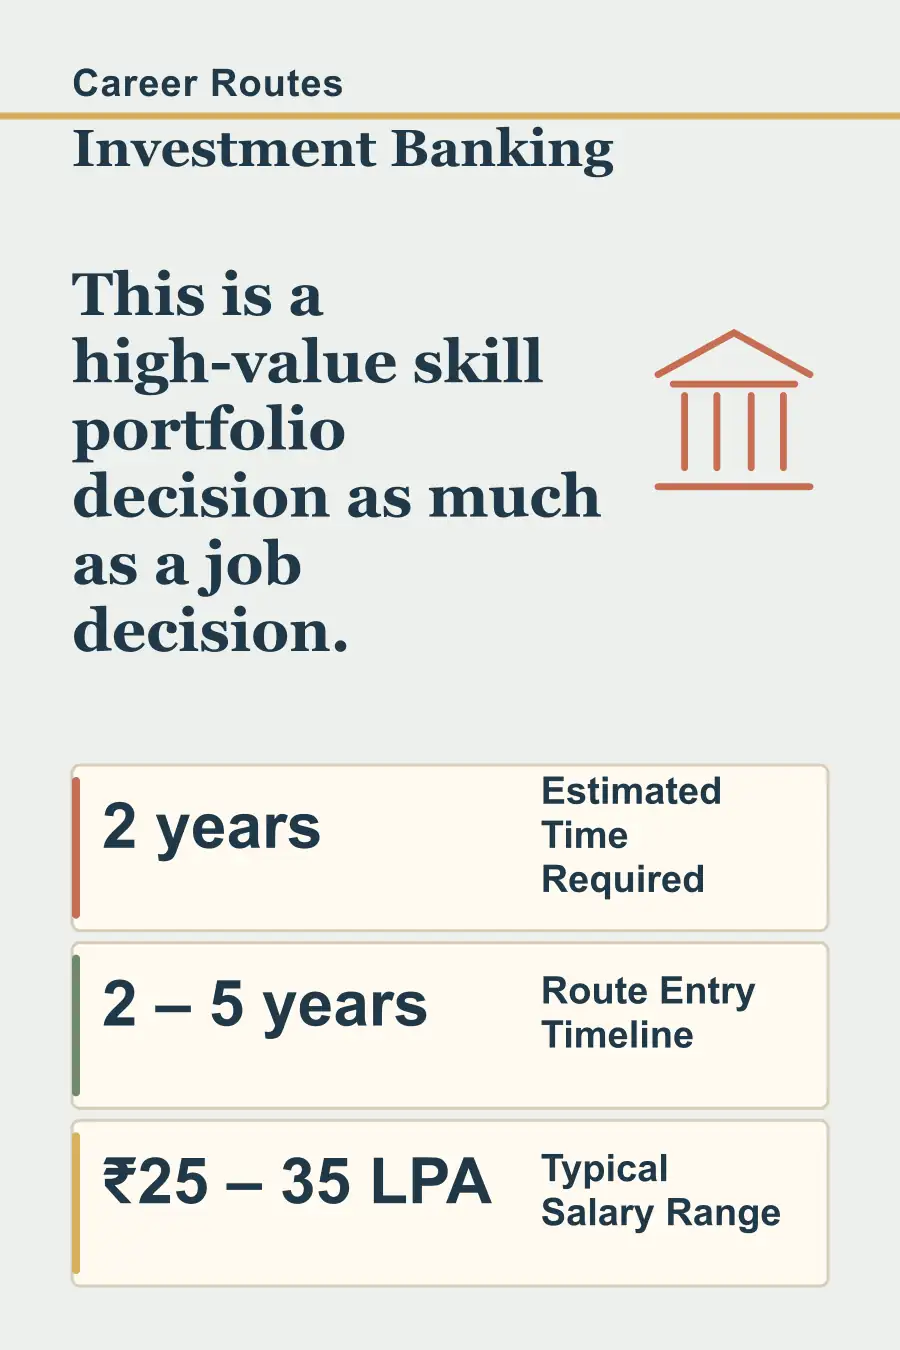 Career Routes
Investment Banking
This is a
high-value skill
portfolio
decision as much
as a job
decision.
2 years
Estimated
Time
Required
2 – 5 years
Route Entry
Timeline
₹25 – 35 LPA
Typical
Salary Range